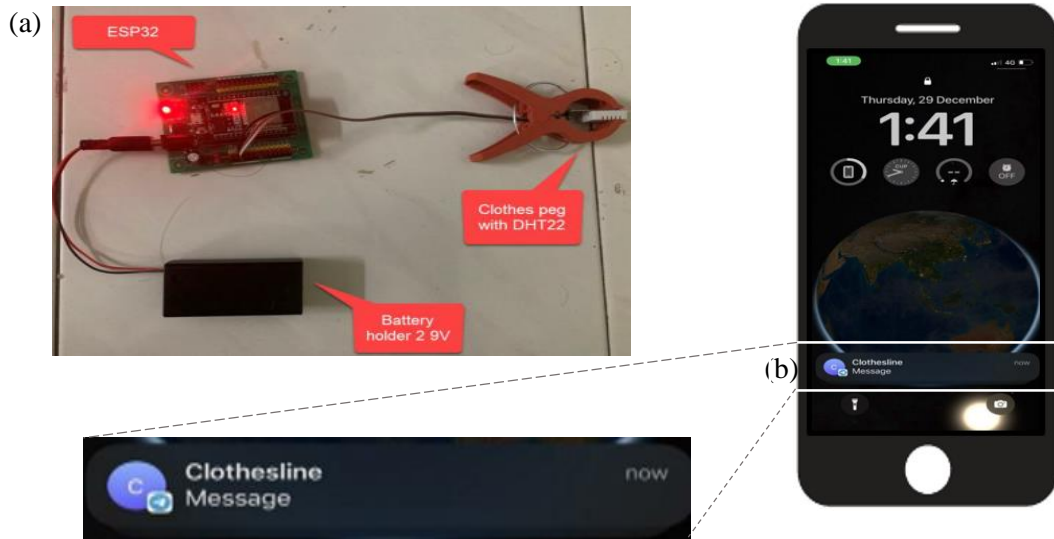 (a)
ESP32
Clothes peg
with DHT22
Battery
holder 2 9V
1:41
4G
Thursday, 29 December
1:41
CUP
--
OFF
(b)
Clothesline
now
Message
Clothesline
now
Message
C